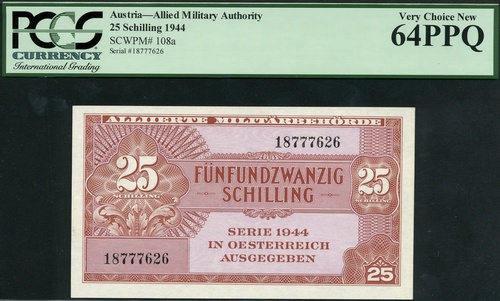 PCGS
CURRENCY
International Grading
Austria—Allied Military Authority
25 Schilling 1944
SCWPM# 108a
Serial #18777626
Very Choice New
64PPQ
ALLIIERTE MILITÄRBEHÖRDE
18777626
25
SCHILLING
FÜNFUNDZWANZIG
SCHILLING
25
SCHILLING
SERIE 1944
IN OESTERREICH
AUSGEGEBEN
18777626
25